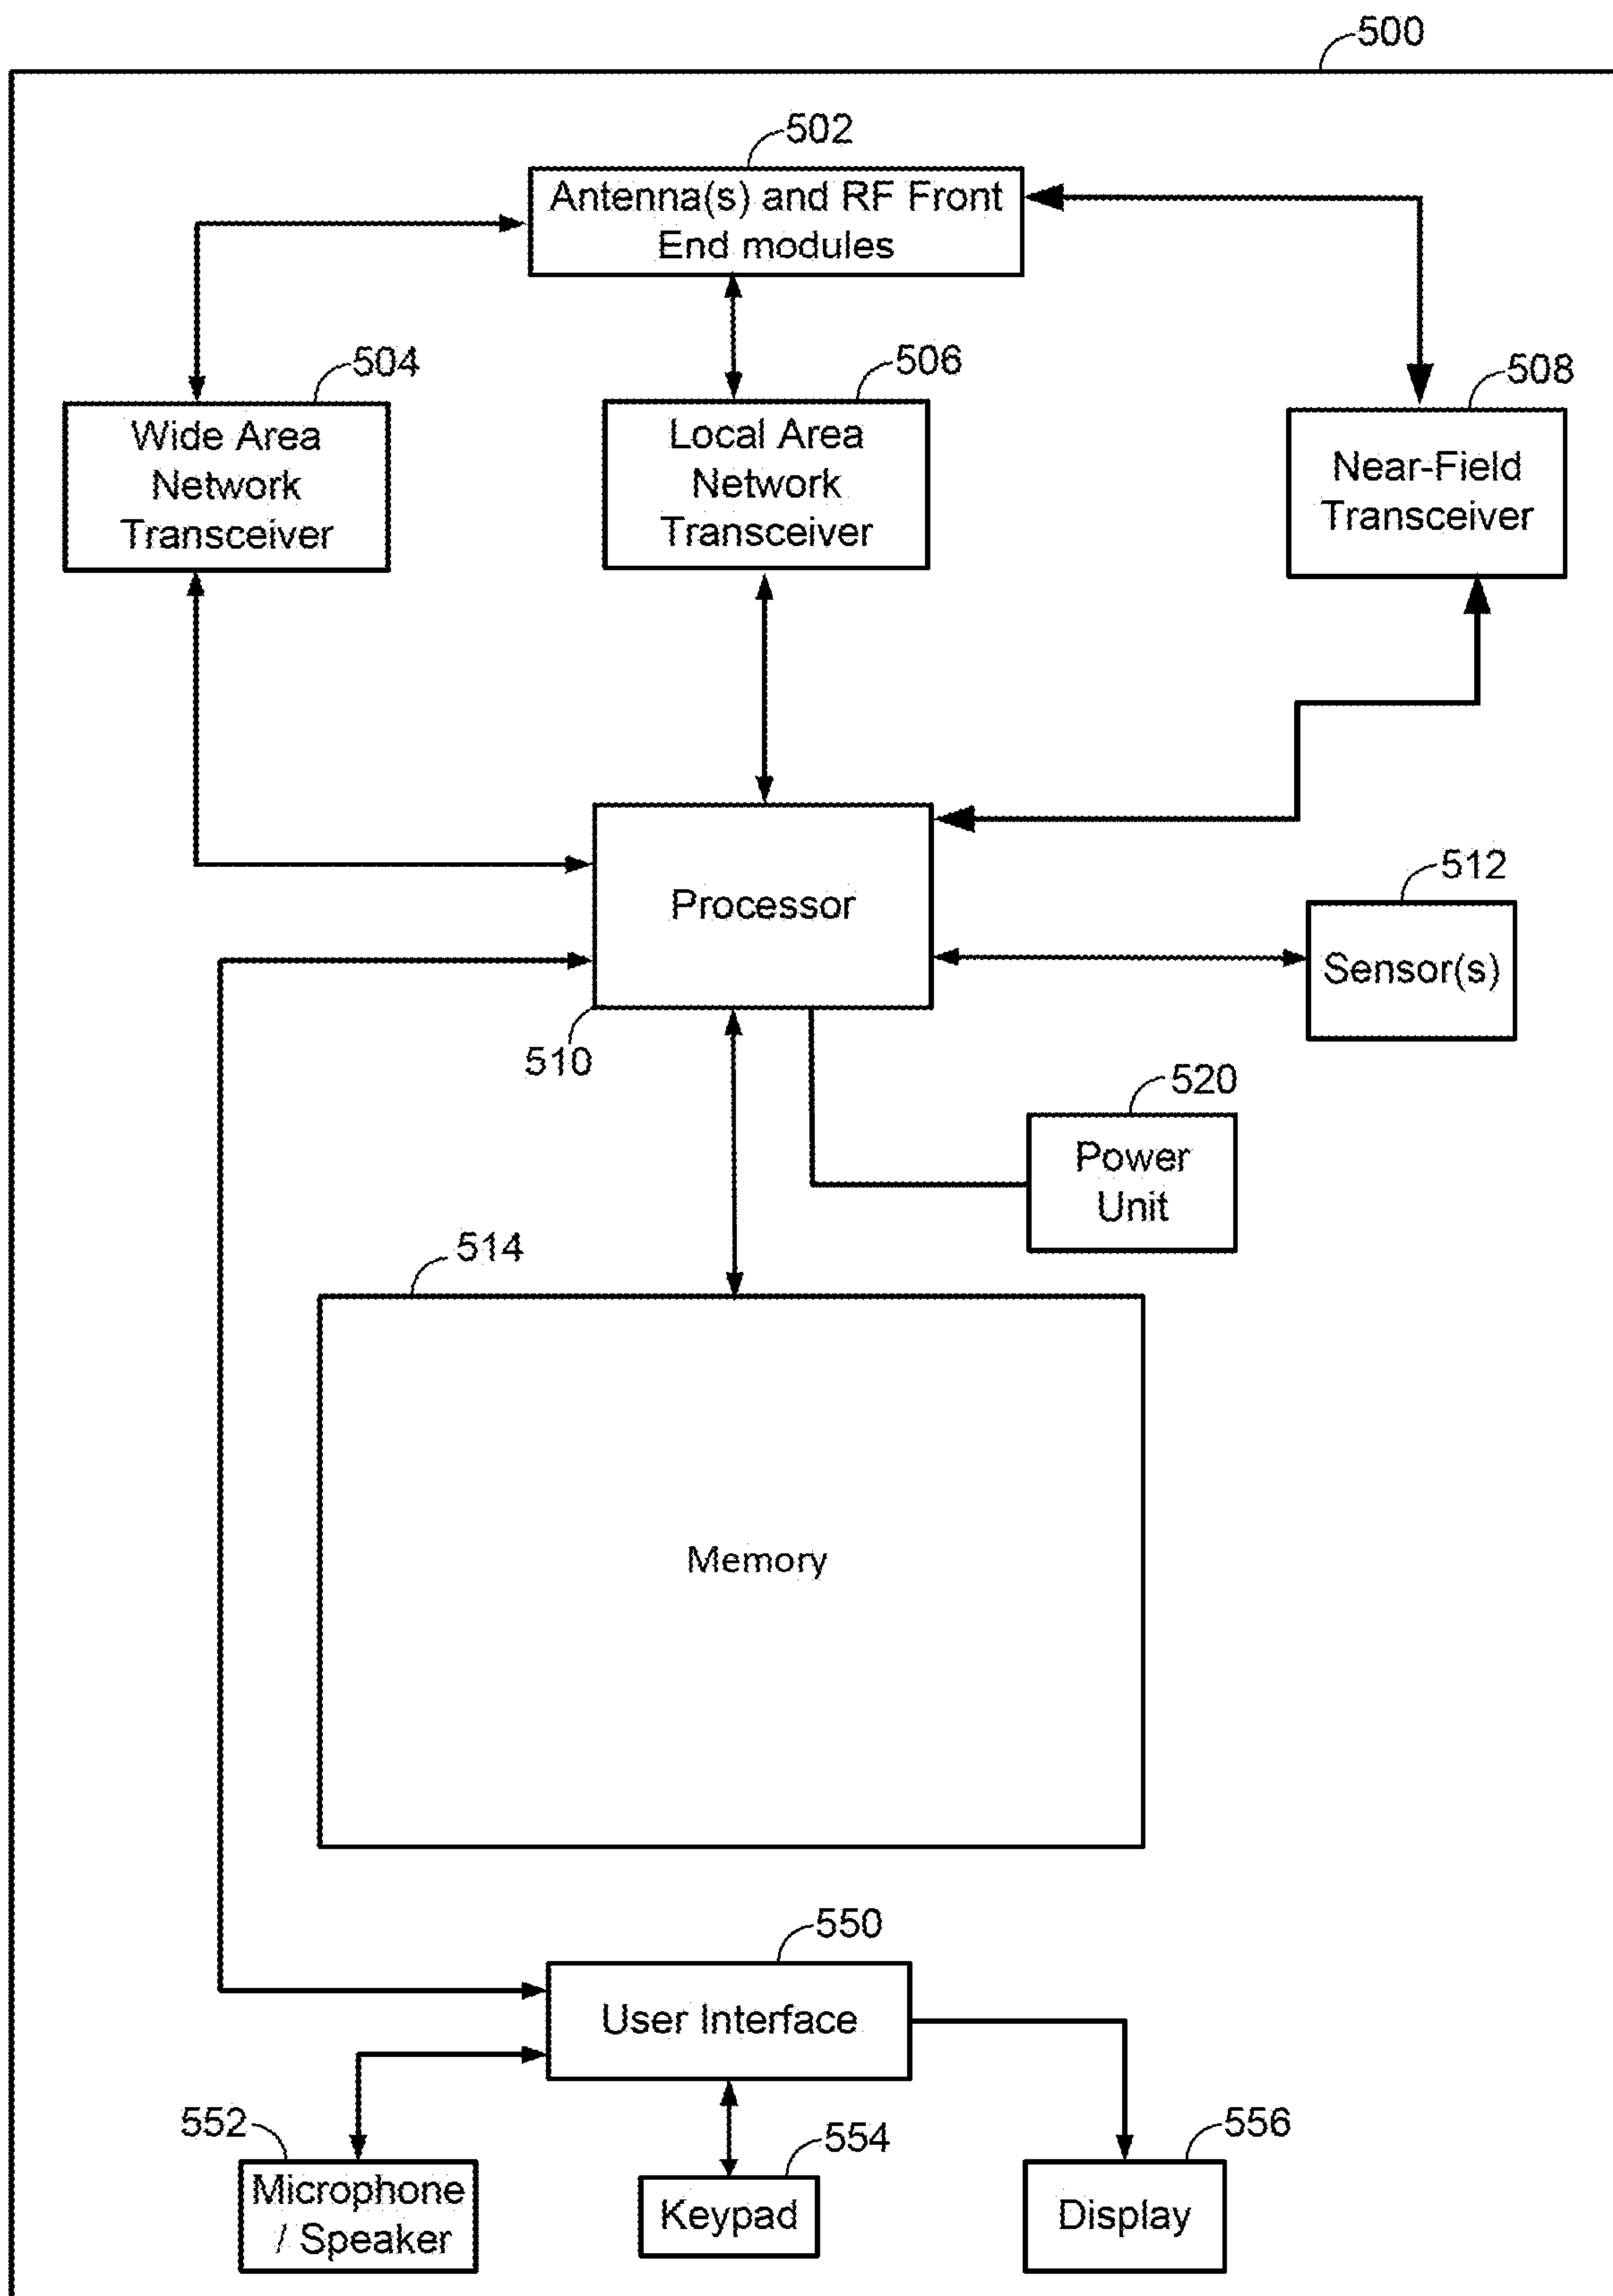 500
502
Antenna(s) and RF Front
End modules
504
506
508
Wide Area
Network
Transceiver
Local Area
Network
Transceiver
Near-Field
Transceiver
Processor
510
512
Sensor(s)
520
Power
Unit
514
Memory
550
User Interface
552
Microphone
/ Speaker
554
Keypad
556
Display